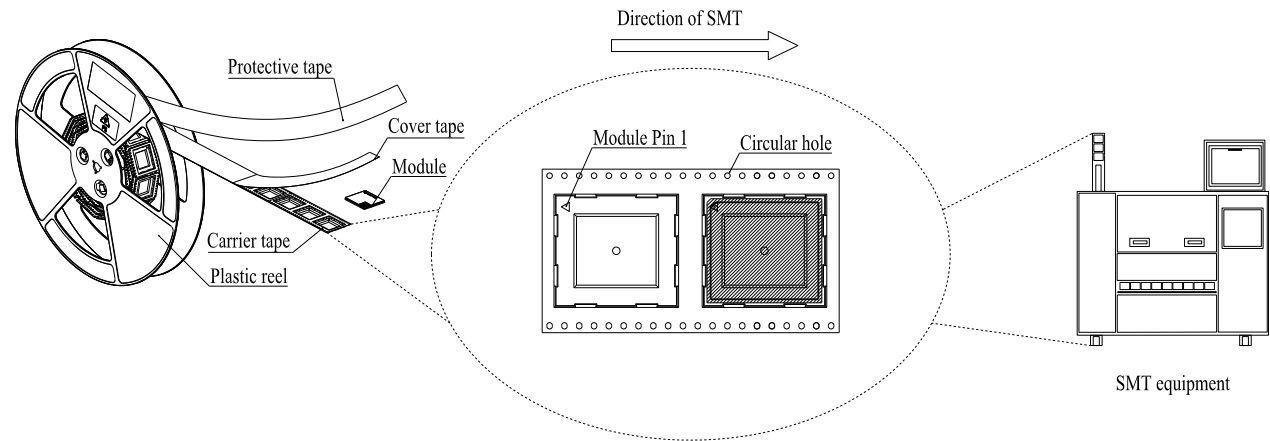 Direction of SMT
Protective tape
Cover tape
Module
Module Pin 1
Circular hole
Carrier tape
Plastic reel
SMT equipment